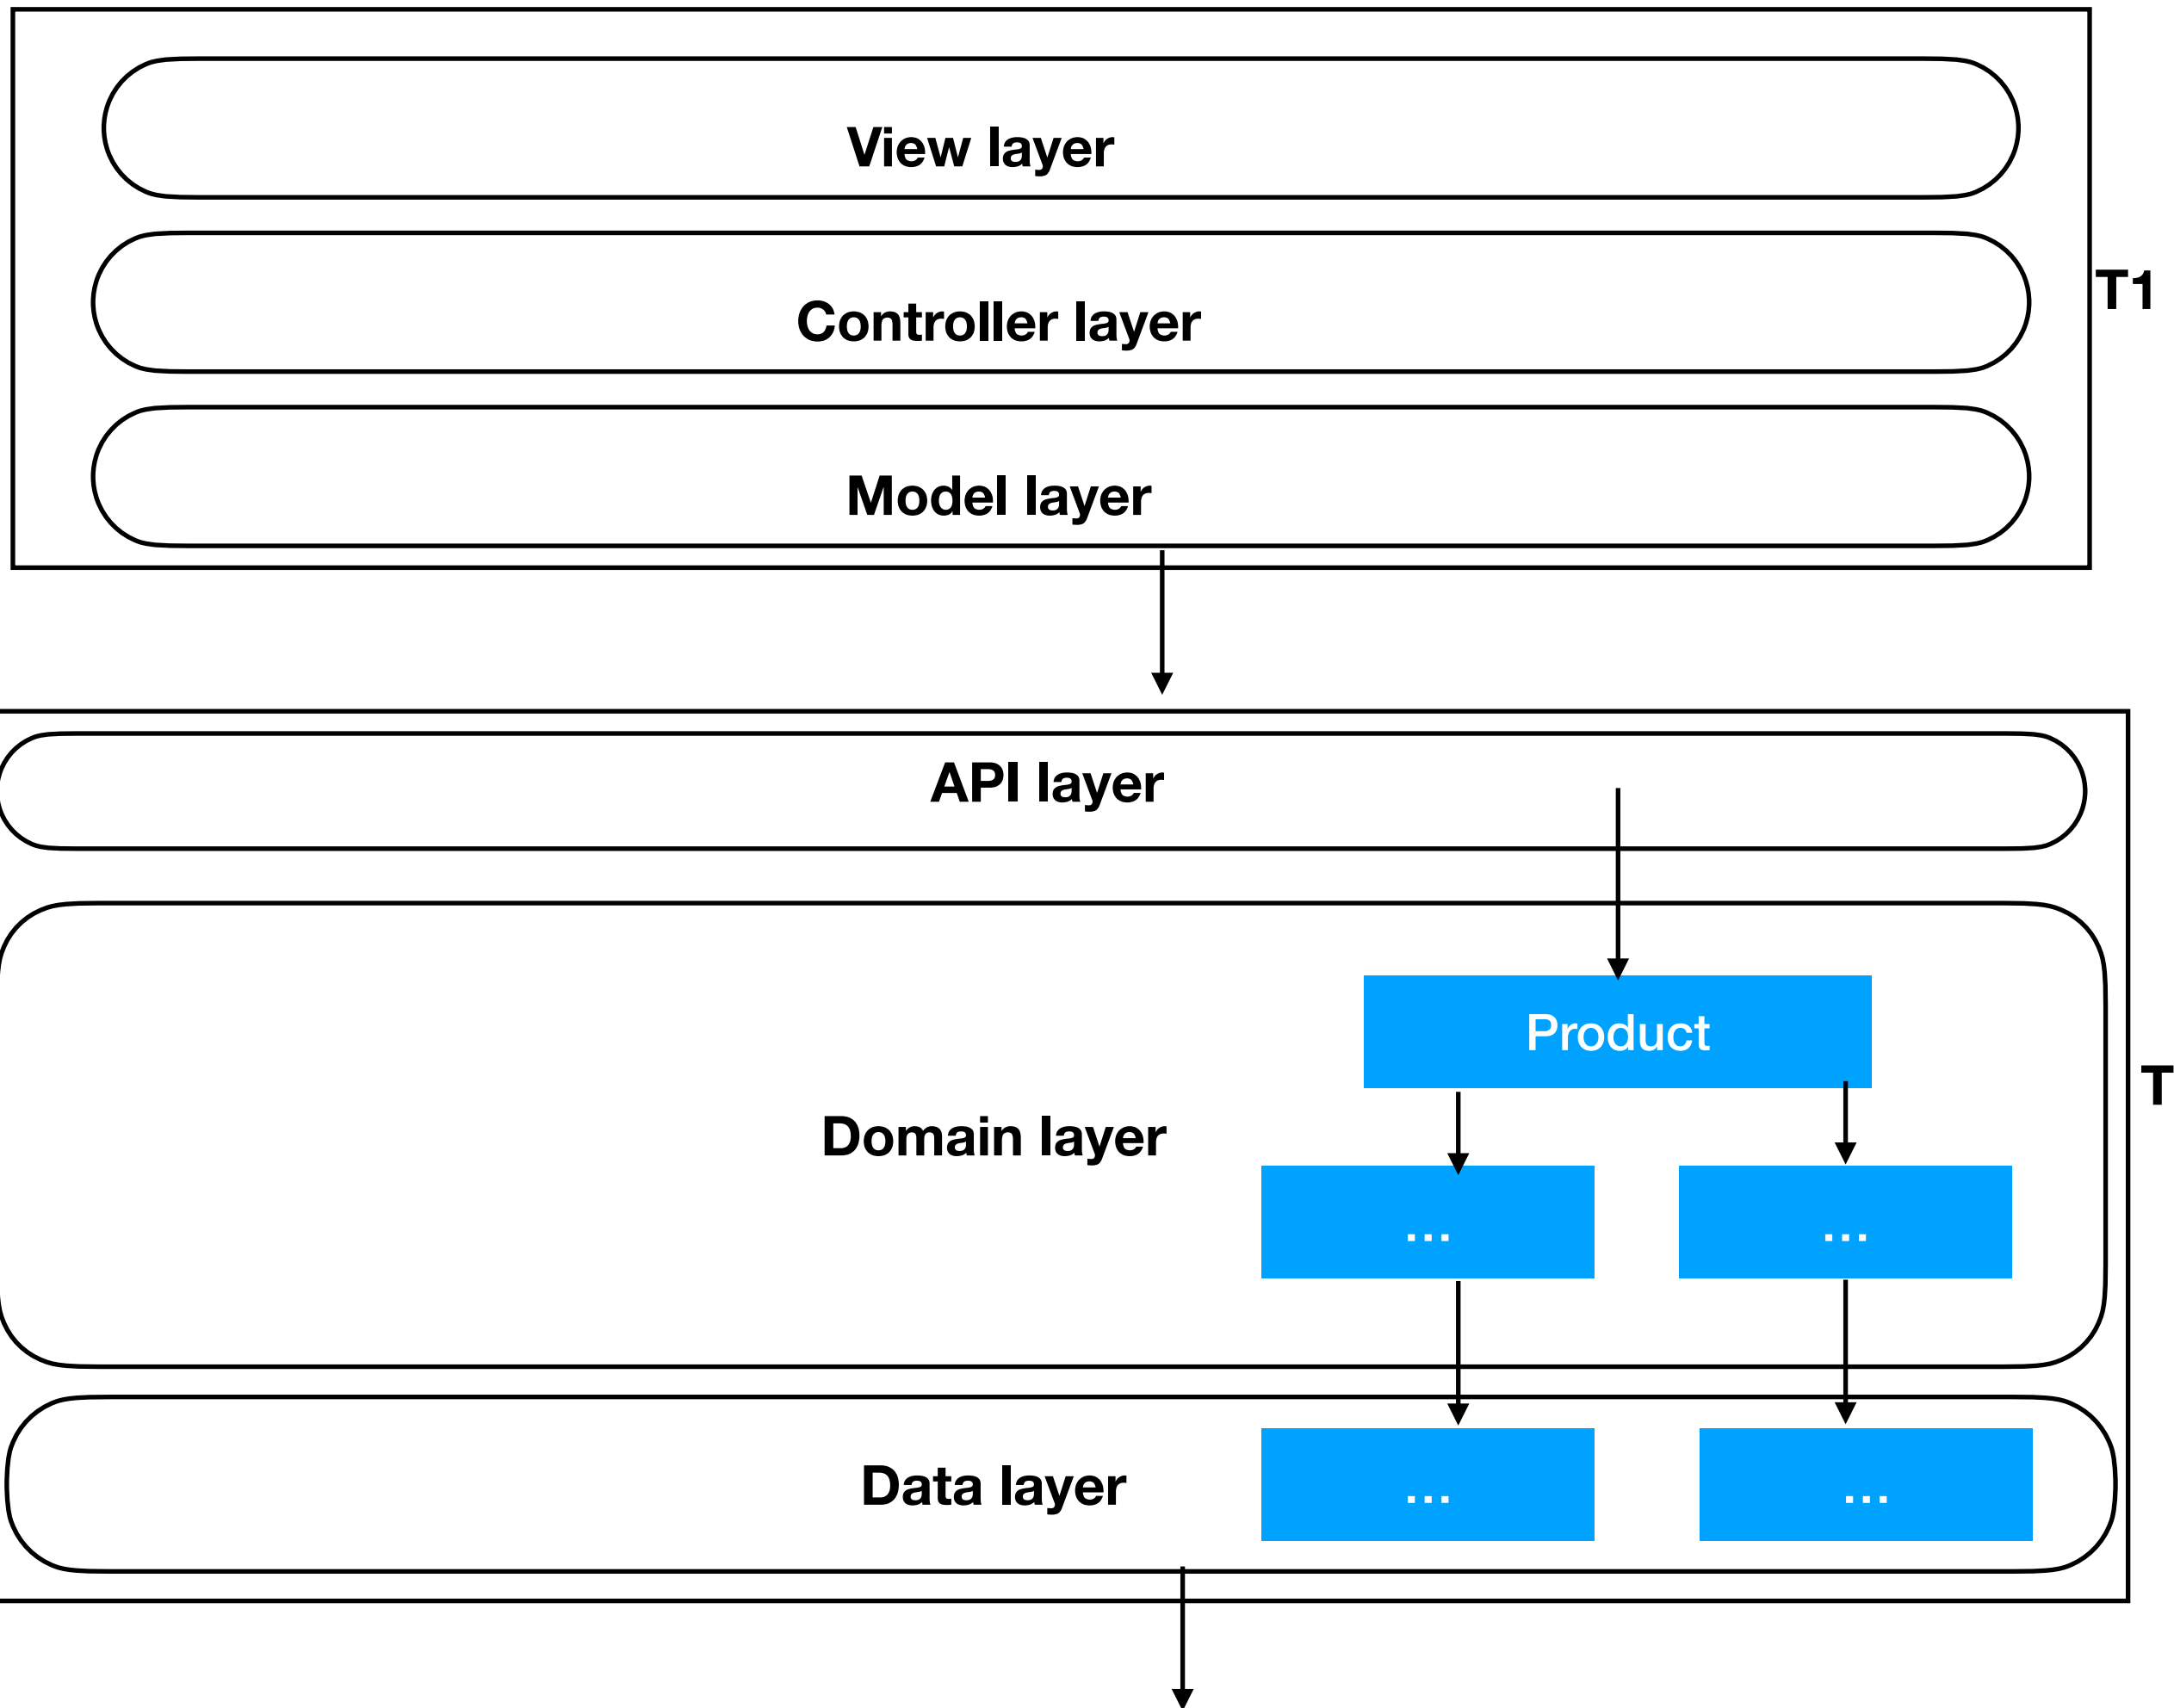 View layer
Controller layer
T1
Model layer
API layer
Product
T
Domain layer
...
...
Data layer
...
...